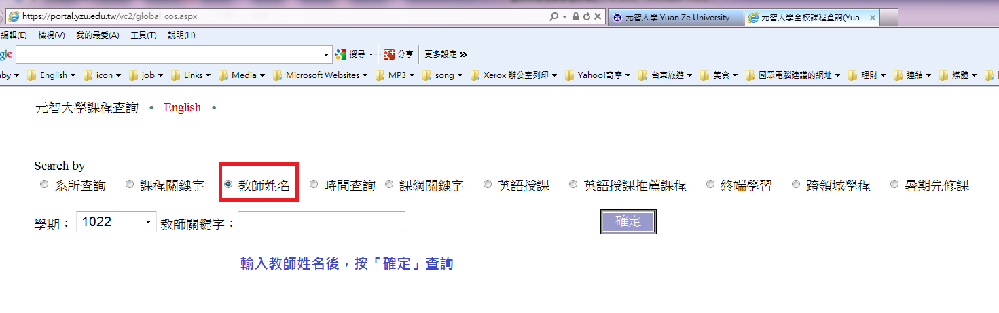 https://portal.yzu.edu.tw/vc2/global_cos.aspx
元智大學 Yuan Ze University -...
元智大學全校課程查詢(Yua...
編輯(E) 檢視(V) 我的最愛(A) 工具(T) 說明(H)
gle 搜尋 分享 更多設定 »
aby English icon job Links Media Microsoft Websites MP3 song Xerox 辦公室列印 Yahoo!奇摩 台東旅遊 美食 國眾電腦建議的網址 理財 連結 媒體
元智大學課程查詢 • English •
Search by
系所查詢 課程關鍵字 教師姓名 時間查詢 課綱關鍵字 英語授課 英語授課推薦課程 終端學習 跨領域學程 暑期先修課
學期： 1022 教師關鍵字： 確定
輸入教師姓名後，按「確定」查詢